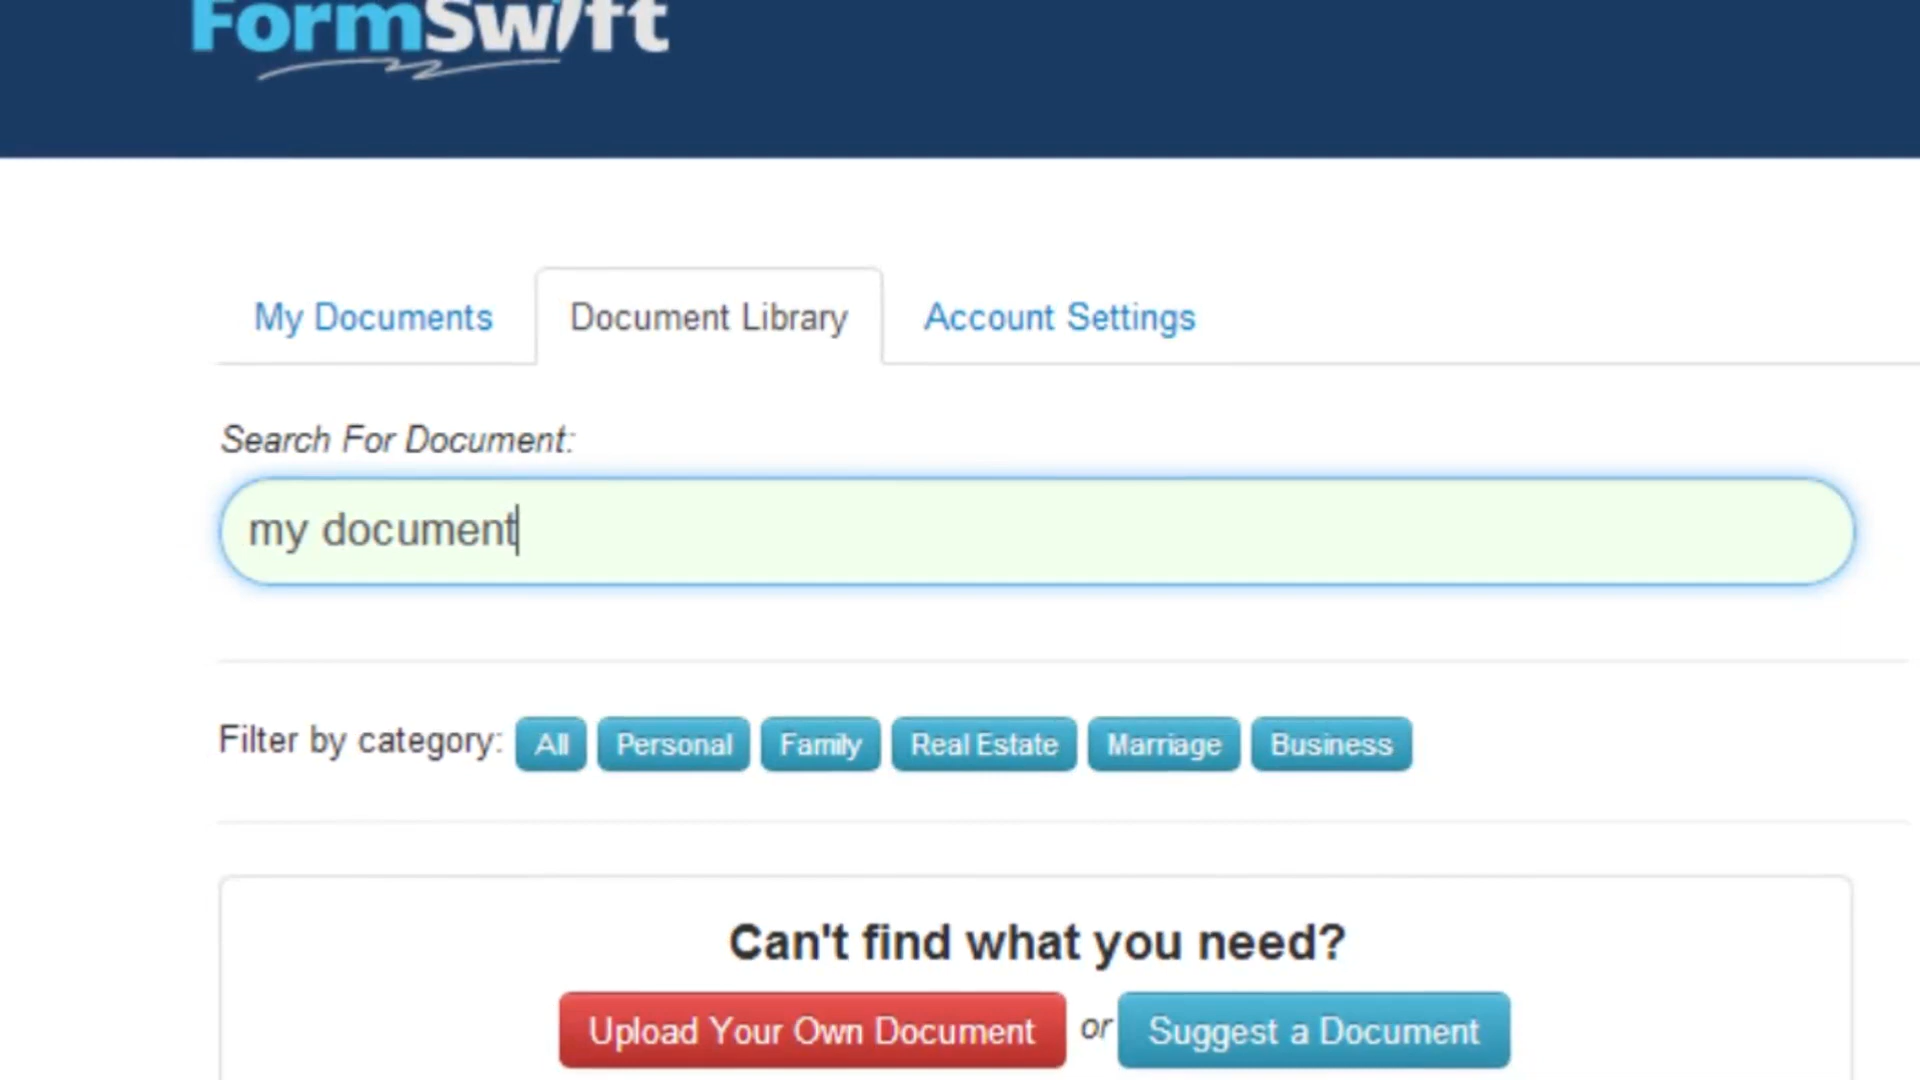 FormSwift
My Documents Document Library Account Settings
Search For Document:
my document
Filter by category: All Personal Family Real Estate Marriage Business
Can't find what you need?
Upload Your Own Document or Suggest a Document